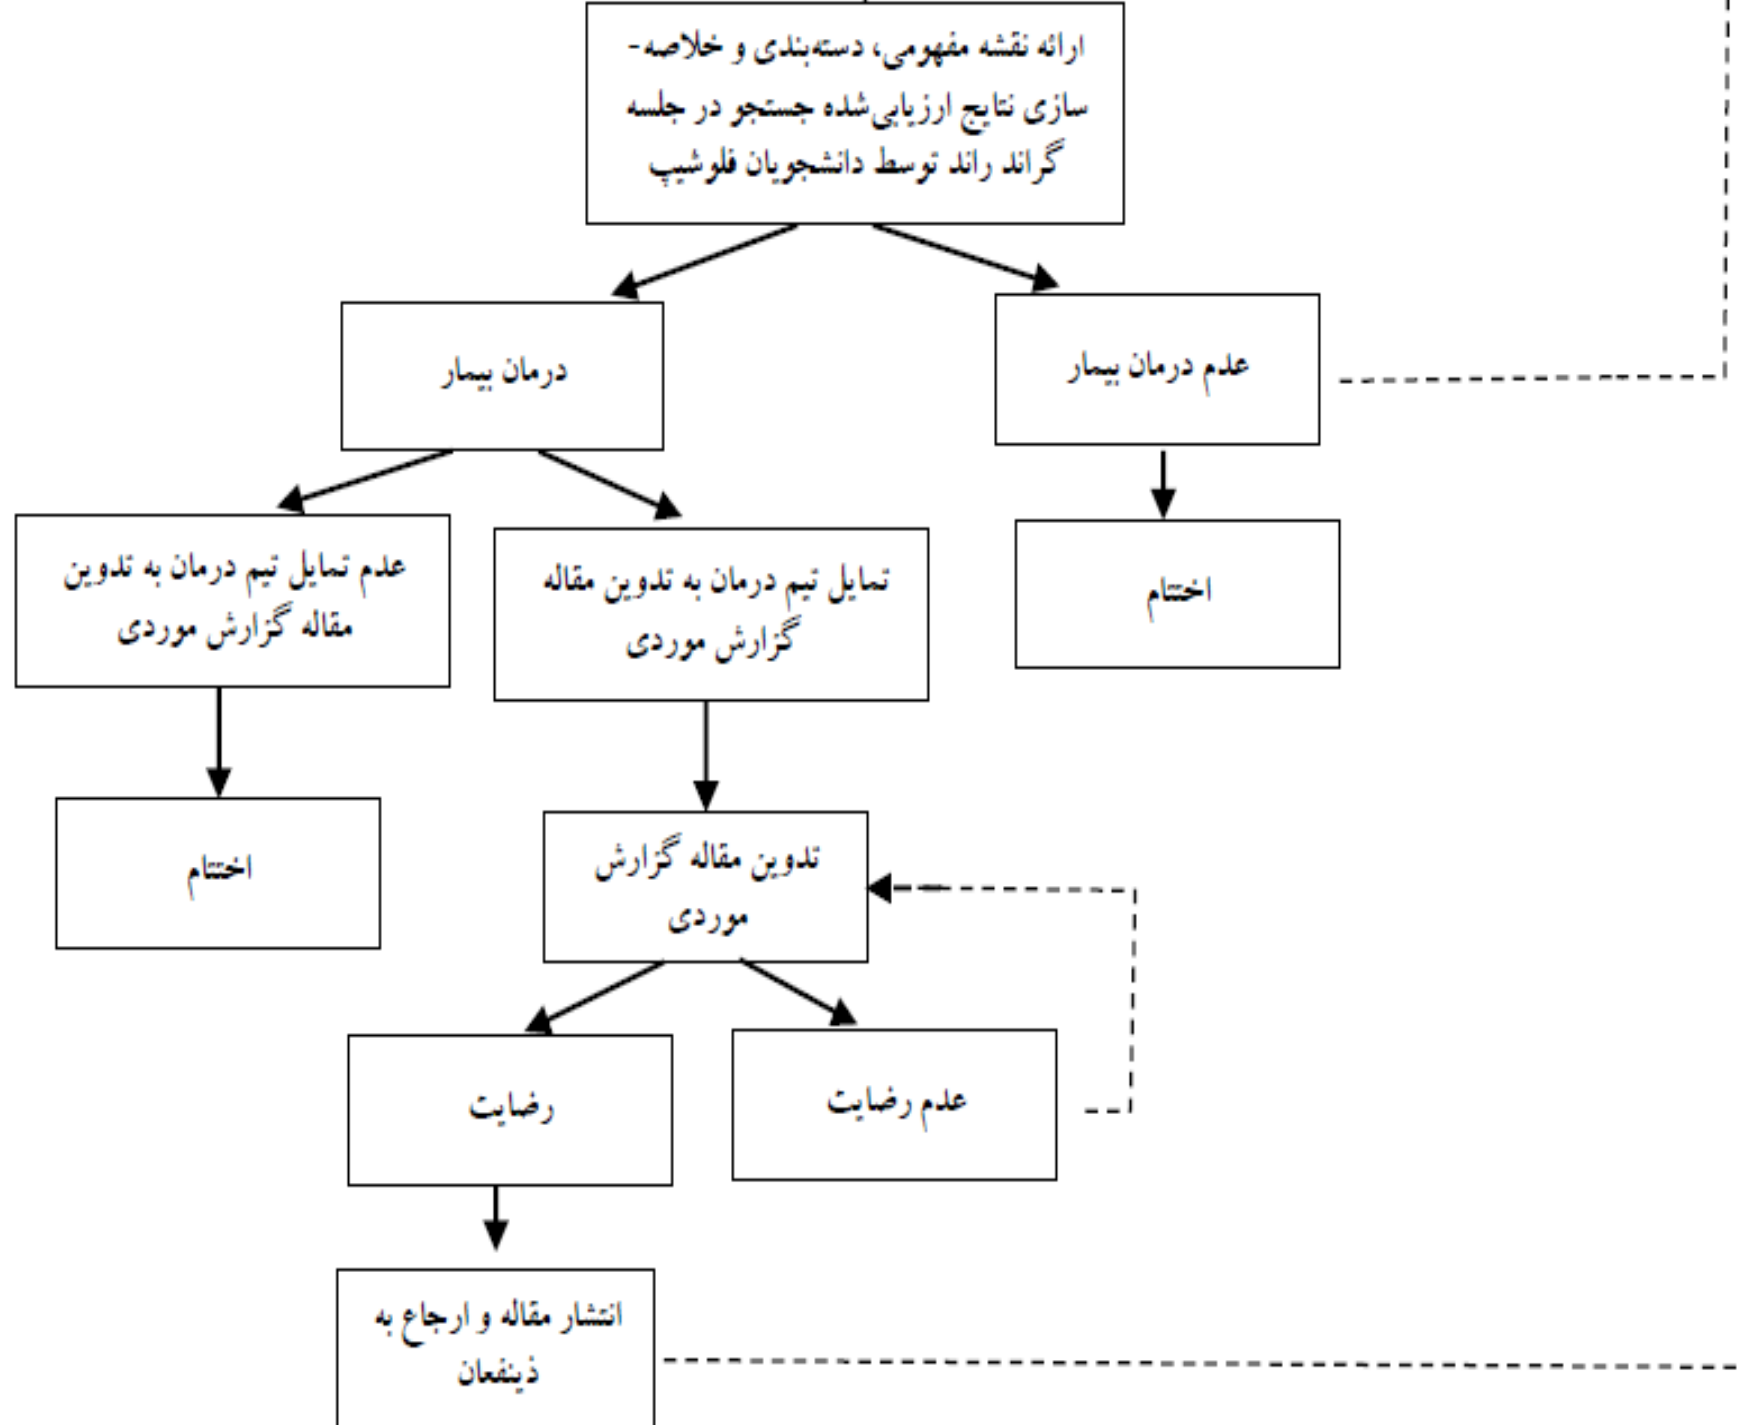 ارائه نقشه مفهومی، دسته‌بندی و خلاصه-
سازی نتایج ارزیابی‌شده جستجو در جلسه
گراند راند توسط دانشجویان فلوشیپ
عدم درمان بیمار
درمان بیمار
اختتام
تمایل تیم درمان به تدوین مقاله
گزارش موردی
عدم تمایل تیم درمان به تدوین
مقاله گزارش موردی
تدوین مقاله گزارش
موردی
اختتام
عدم رضایت
رضایت
انتشار مقاله و ارجاع به
ذینفعان